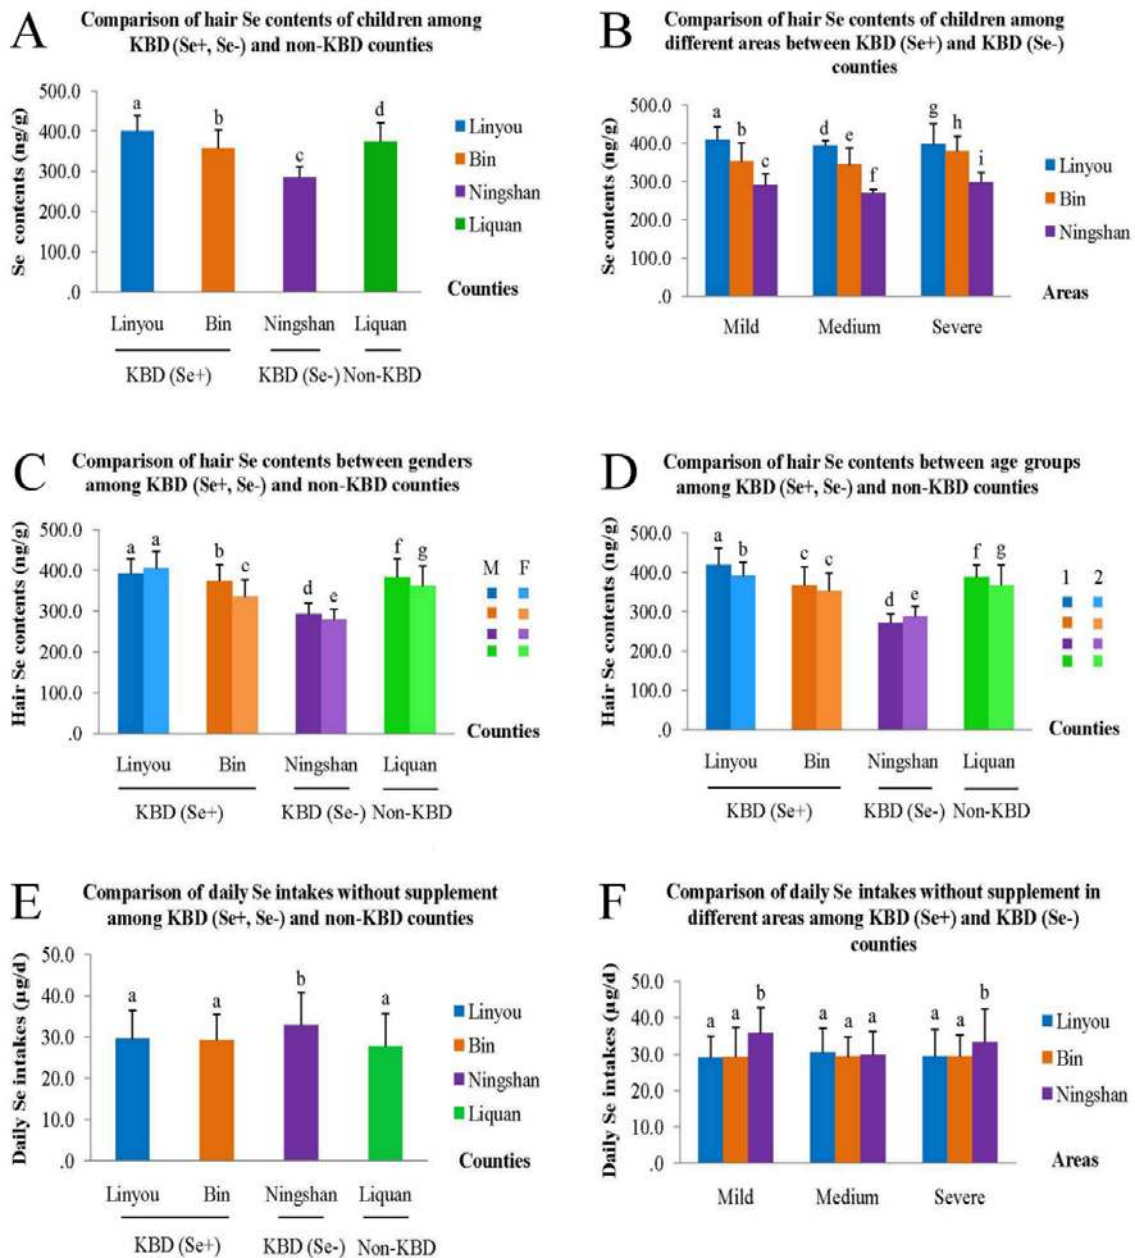 A
Comparison of hair Se contents of children among
KBD (Se+, Se-) and non-KBD counties
Se contents (ng/g)
500.0
400.0
300.0
200.0
100.0
.0
a
b
c
d
Linyou
Bin
Ningshan
Liquan
Counties
Linyou Bin Ningshan Liquan
KBD (Se+) KBD (Se-) Non-KBD
B
Comparison of hair Se contents of children among
different areas between KBD (Se+) and KBD (Se-)
counties
Se contents (ng/g)
500.0
400.0
300.0
200.0
100.0
.0
a b c
d e f
g h i
Linyou
Bin
Ningshan
Areas
Mild Medium Severe
C
Comparison of hair Se contents between genders
among KBD (Se+, Se-) and non-KBD counties
Hair Se contents (ng/g)
500.0
400.0
300.0
200.0
100.0
.0
a a
b c
d e
f g
M F
Counties
Linyou Bin Ningshan Liquan
KBD (Se+) KBD (Se-) Non-KBD
D
Comparison of hair Se contents between age groups
among KBD (Se+, Se-) and non-KBD counties
Hair Se contents (ng/g)
500.0
400.0
300.0
200.0
100.0
.0
a b
c c
d e
f g
1 2
Counties
Linyou Bin Ningshan Liquan
KBD (Se+) KBD (Se-) Non-KBD
E
Comparison of daily Se intakes without supplement
among KBD (Se+, Se-) and non-KBD counties
Daily Se intakes (µg/d)
50.0
40.0
30.0
20.0
10.0
.0
a
a
b
a
Linyou
Bin
Ningshan
Liquan
Counties
Linyou Bin Ningshan Liquan
KBD (Se+) KBD (Se-) Non-KBD
F
Comparison of daily Se intakes without supplement in
different areas among KBD (Se+) and KBD (Se-)
counties
Daily Se intakes (µg/d)
50.0
40.0
30.0
20.0
10.0
.0
a a b
a a a
a a b
Linyou
Bin
Ningshan
Areas
Mild Medium Severe